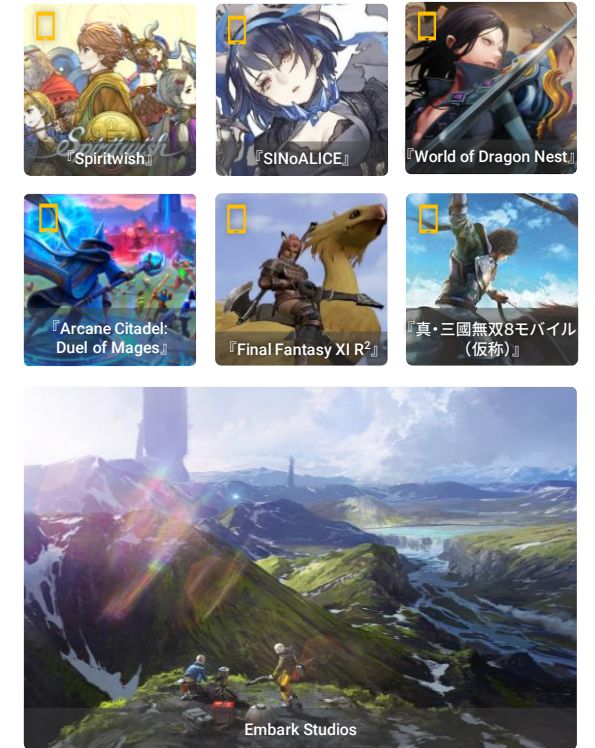 Spiritwish
『Spiritwish』
『SINoALICE』
『World of Dragon Nest』
『Arcane Citadel:
Duel of Mages』
『Final Fantasy XI R²』
『真・三國無双8モバイル
（仮称）』
Embark Studios